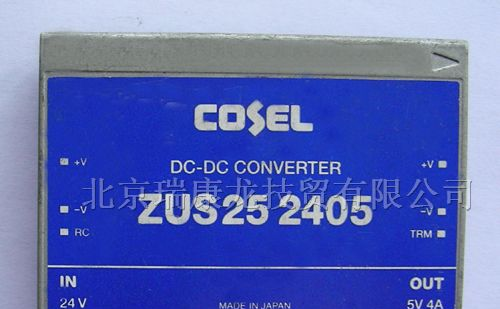 COSEL
DC-DC CONVERTER
+V +V
北京瑞康龙技贸有限公司
-V ZUS25 2405 -V
RC TRM
IN OUT
24V MADE IN JAPAN 5V 4A